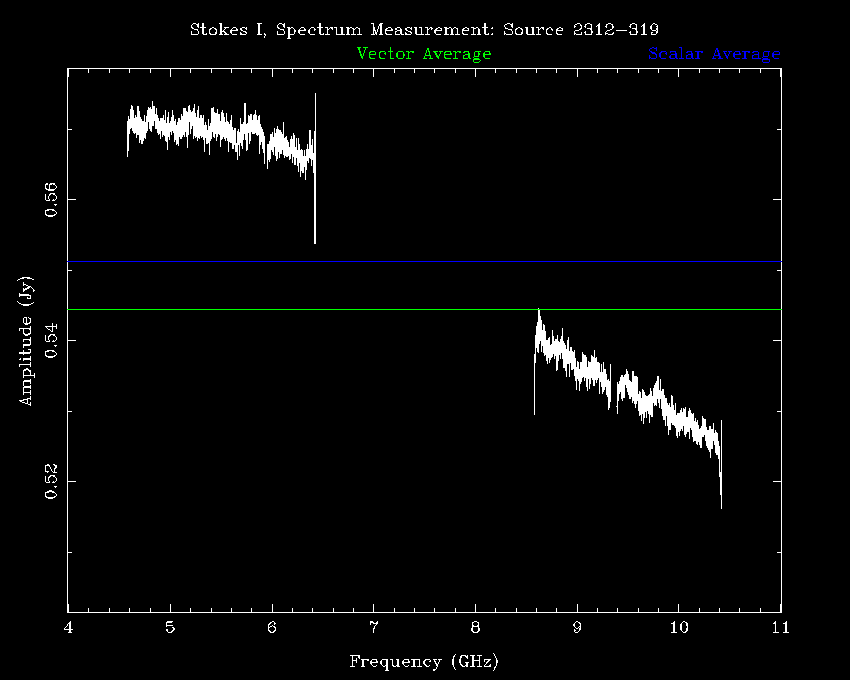 Stokes I, Spectrum Measurement: Source 2312−319
Vector Average Scalar Average
0.56
0.54
0.52
Amplitude (Jy)
4 5 6 7 8 9 10 11
Frequency (GHz)